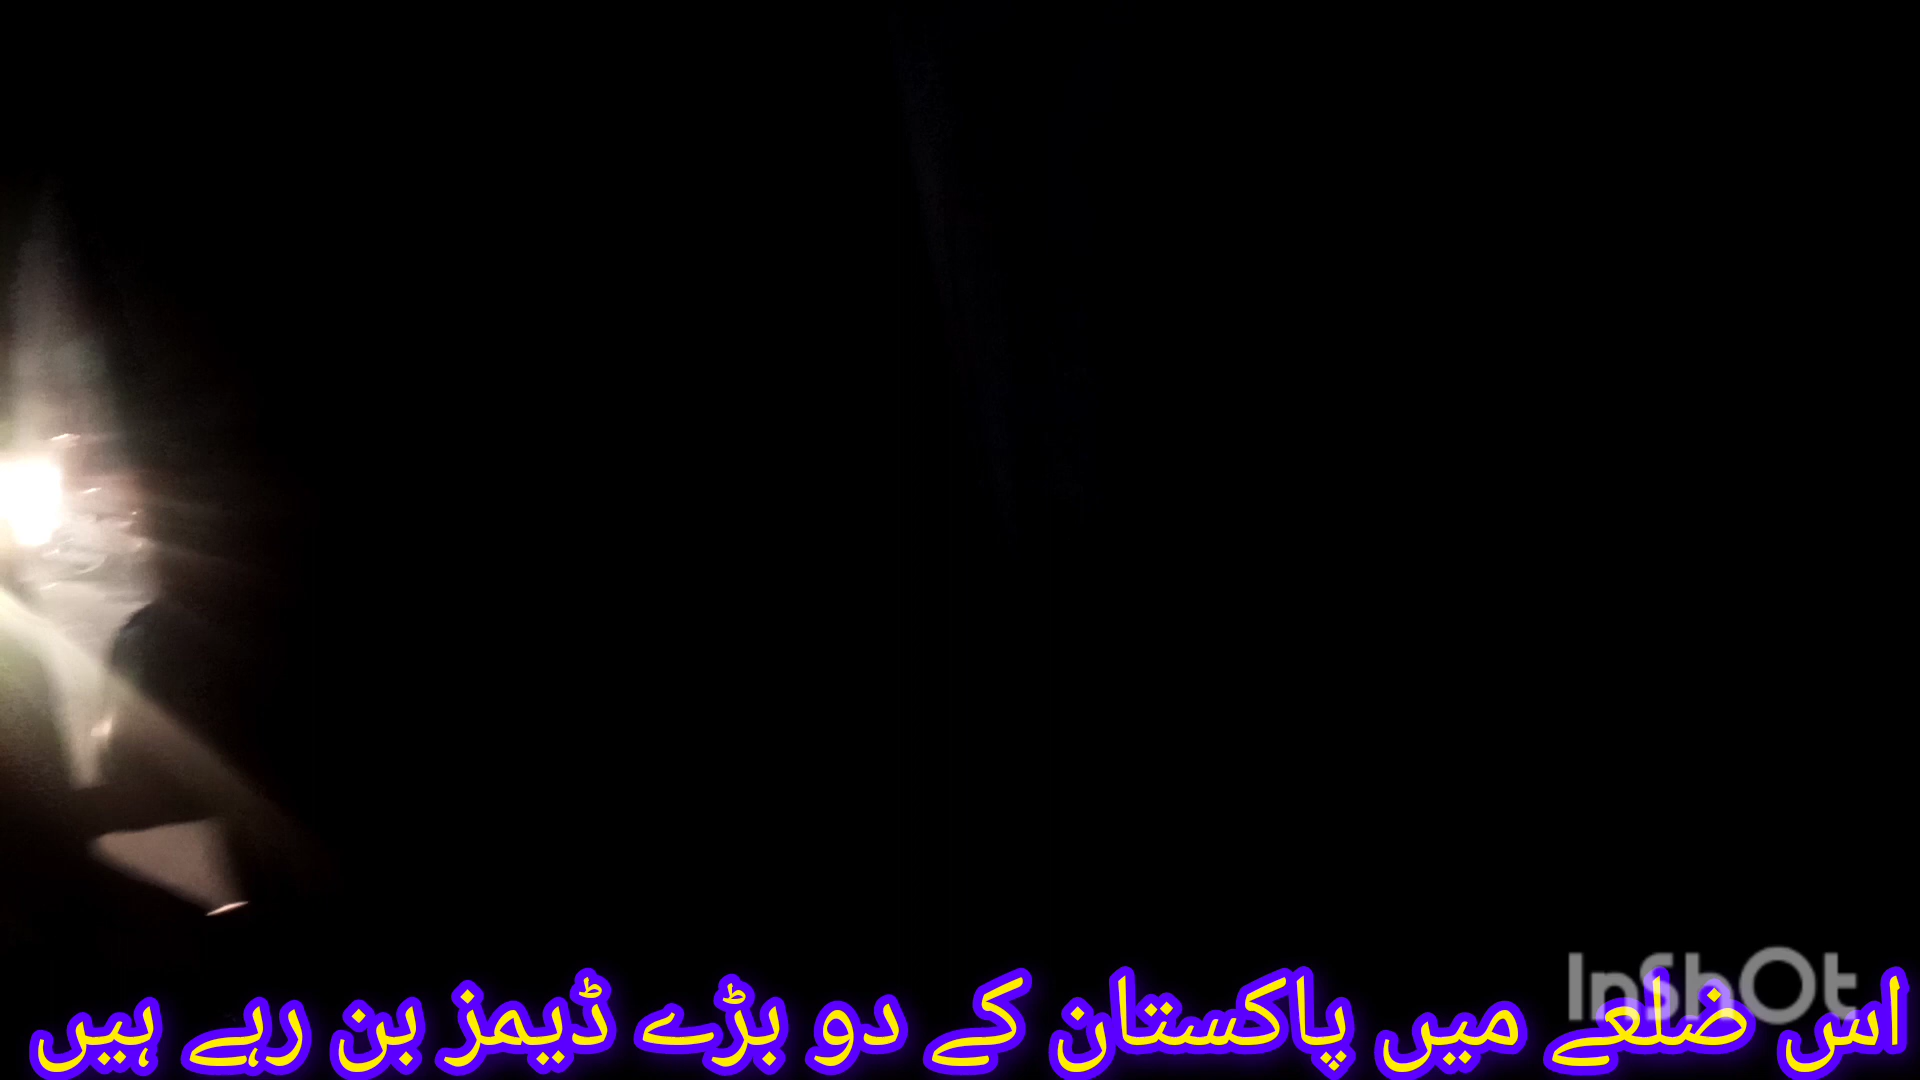 اس ضلعے میں پاکستان کے دو بڑے ڈیمز بن رہے ہیں
InShOt